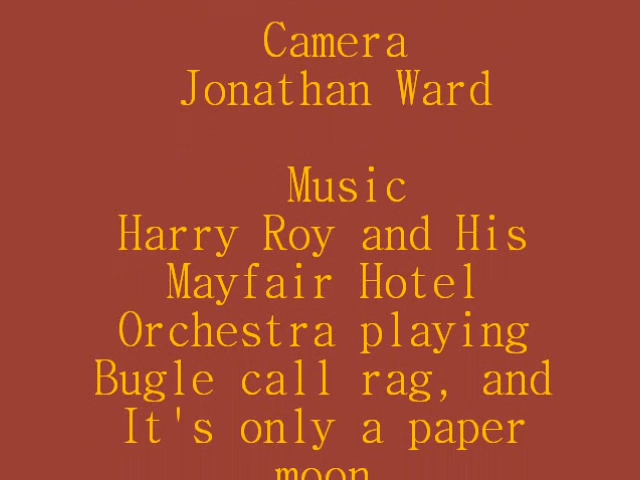 Camera
Jonathan Ward
Music
Harry Roy and His
Mayfair Hotel
Orchestra playing
Bugle call rag, and
It's only a paper
moon